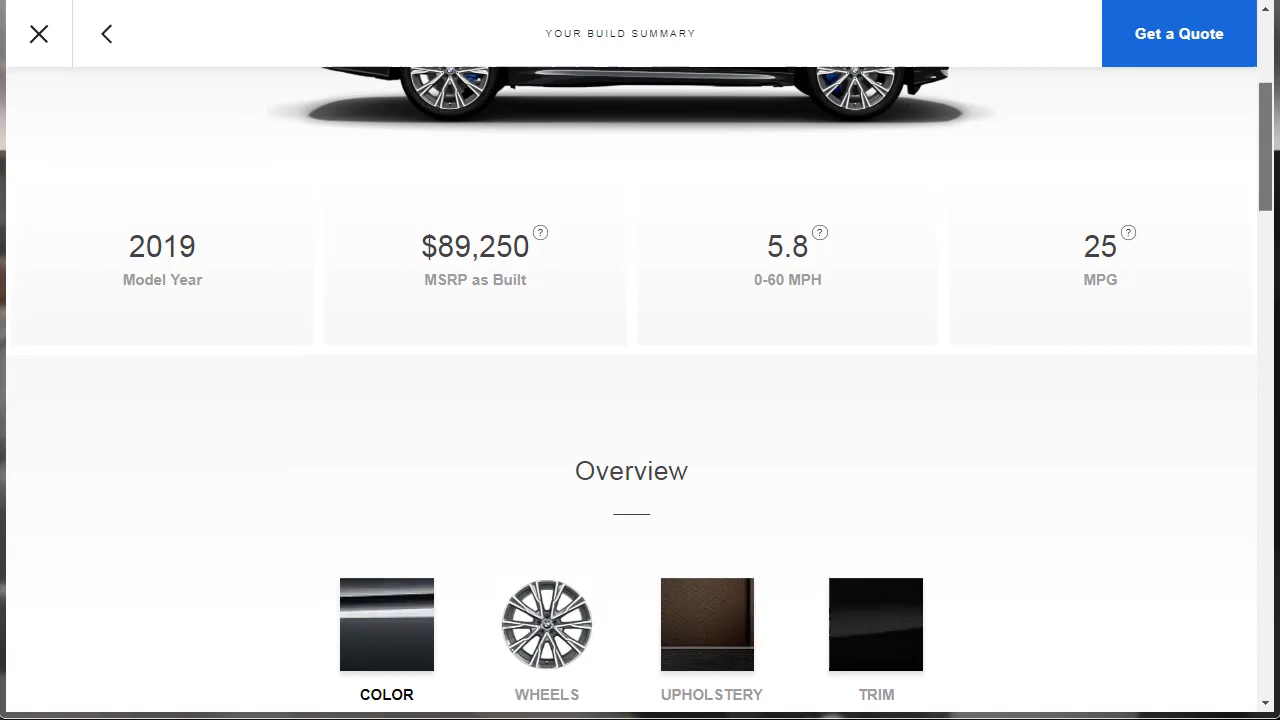 YOUR BUILD SUMMARY
Get a Quote
2019
Model Year
$89,250 ?
MSRP as Built
5.8 ?
0-60 MPH
25 ?
MPG
Overview
COLOR
WHEELS
UPHOLSTERY
TRIM